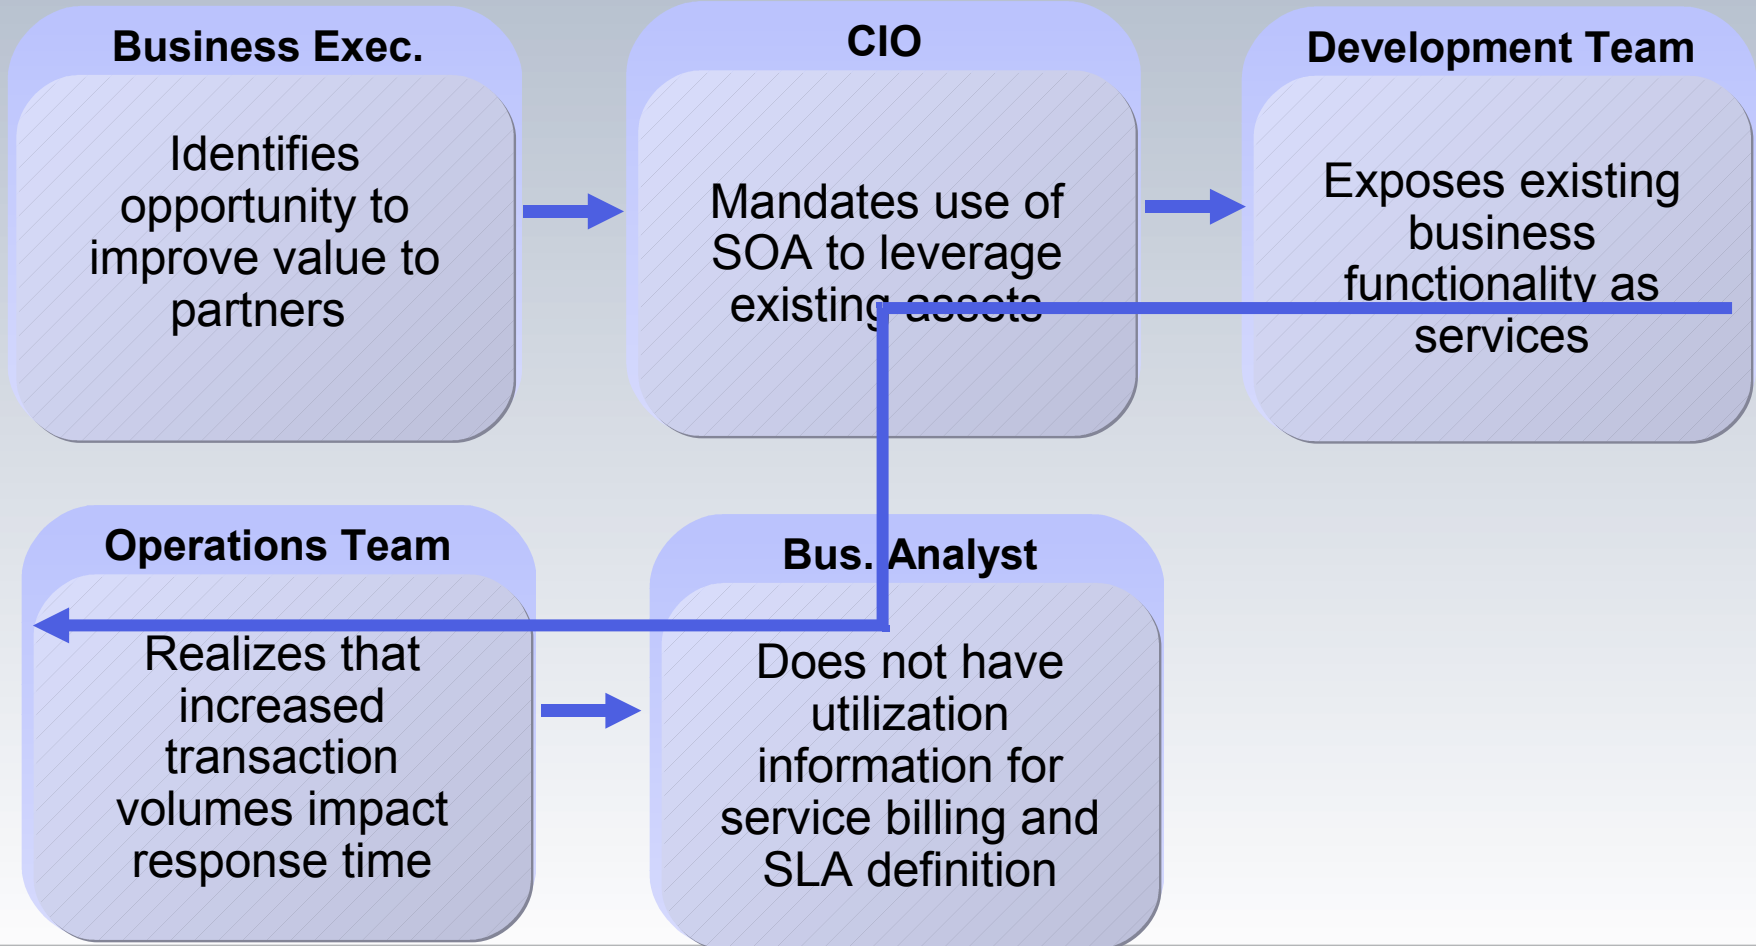 Business Exec.
Identifies
opportunity to
improve value to
partners
CIO
Mandates use of
SOA to leverage
existing assets
Development Team
Exposes existing
business
functionality as
services
Operations Team
Realizes that
increased
transaction
volumes impact
response time
Bus. Analyst
Does not have
utilization
information for
service billing and
SLA definition